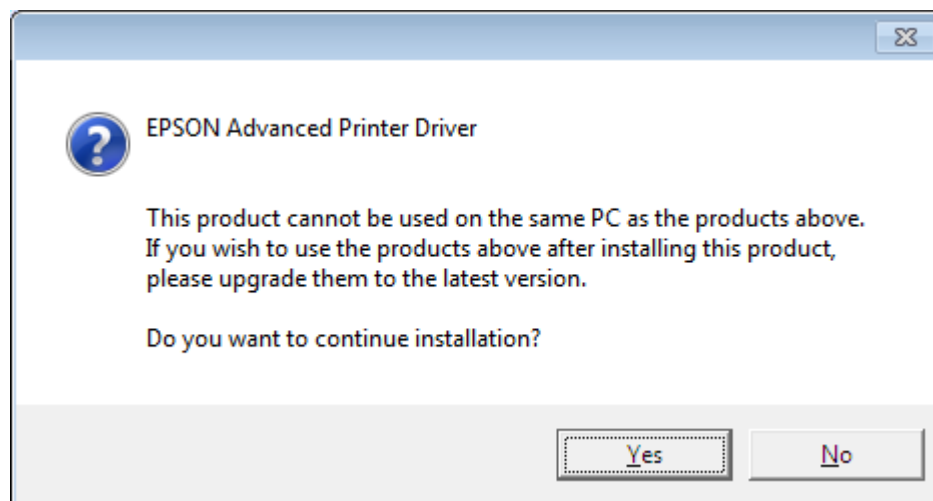 EPSON Advanced Printer Driver
This product cannot be used on the same PC as the products above.
If you wish to use the products above after installing this product,
please upgrade them to the latest version.
Do you want to continue installation?
Yes
No